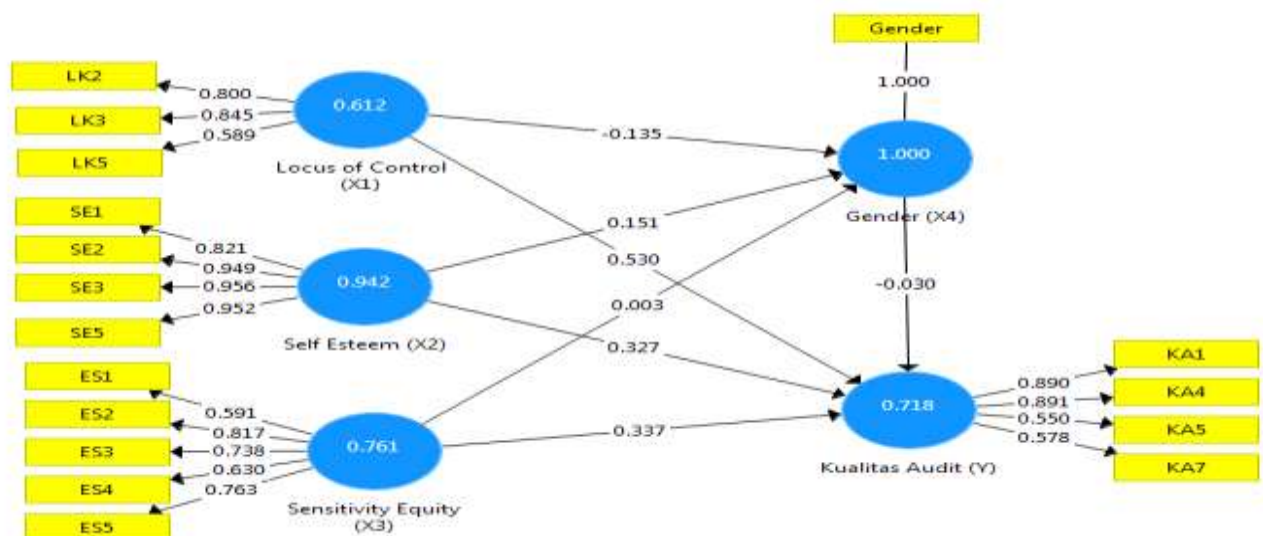 Gender
1.000
1.000
Gender (X4)
LK2
LK3
LK5
0.800
0.845
0.589
0.612
Locus of Control
(X1)
-0.135
0.530
SE1
SE2
SE3
SE5
0.821
0.949
0.956
0.952
0.942
Self Esteem (X2)
0.151
0.327
ES1
ES2
ES3
ES4
ES5
0.591
0.817
0.738
0.630
0.763
0.761
Sensitivity Equity
(X3)
0.003
0.337
-0.030
0.718
Kualitas Audit (Y)
0.890
0.891
0.550
0.578
KA1
KA4
KA5
KA7